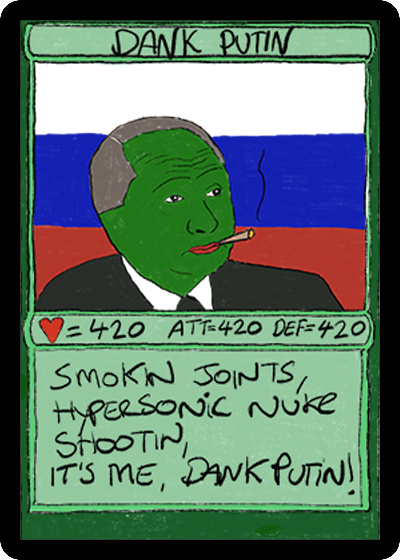 DANK PUTIN
♥=420 ATT=420 DEF=420
SMOKIN JOINTS,
HYPERSONIC NUKE
SHOOTIN,
IT'S ME, DANK PUTIN!